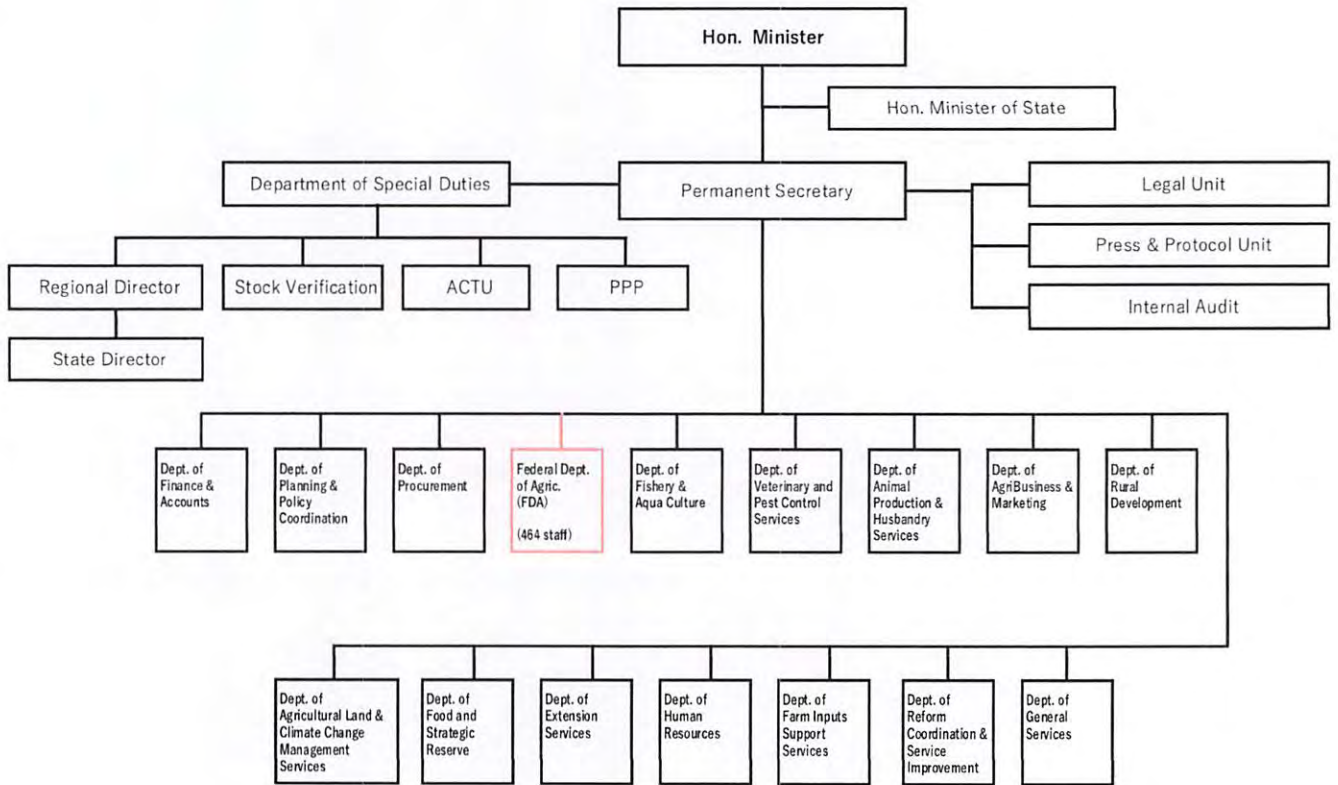 Hon. Minister
Hon. Minister of State
Department of Special Duties
Permanent Secretary
Legal Unit
Press & Protocol Unit
Internal Audit
Regional Director
Stock Verification
ACTU
PPP
State Director
Dept. of
Finance &
Accounts
Dept. of
Planning &
Policy
Coordination
Dept. of
Procurement
Federal Dept.
of Agric.
(FDA)
(464 staff)
Dept. of
Fishery &
Aqua Culture
Dept. of
Veterinary and
Pest Control
Services
Dept. of
Animal
Production &
Husbandry
Services
Dept. of
AgriBusiness &
Marketing
Dept. of
Rural
Development
Dept. of
Agricultural Land &
Climate Change
Management
Services
Dept. of
Food and
Strategic
Reserve
Dept. of
Extension
Services
Dept. of
Human
Resources
Dept. of
Farm Inputs
Support
Services
Dept. of
Reform
Coordination &
Service
Improvement
Dept. of
General
Services